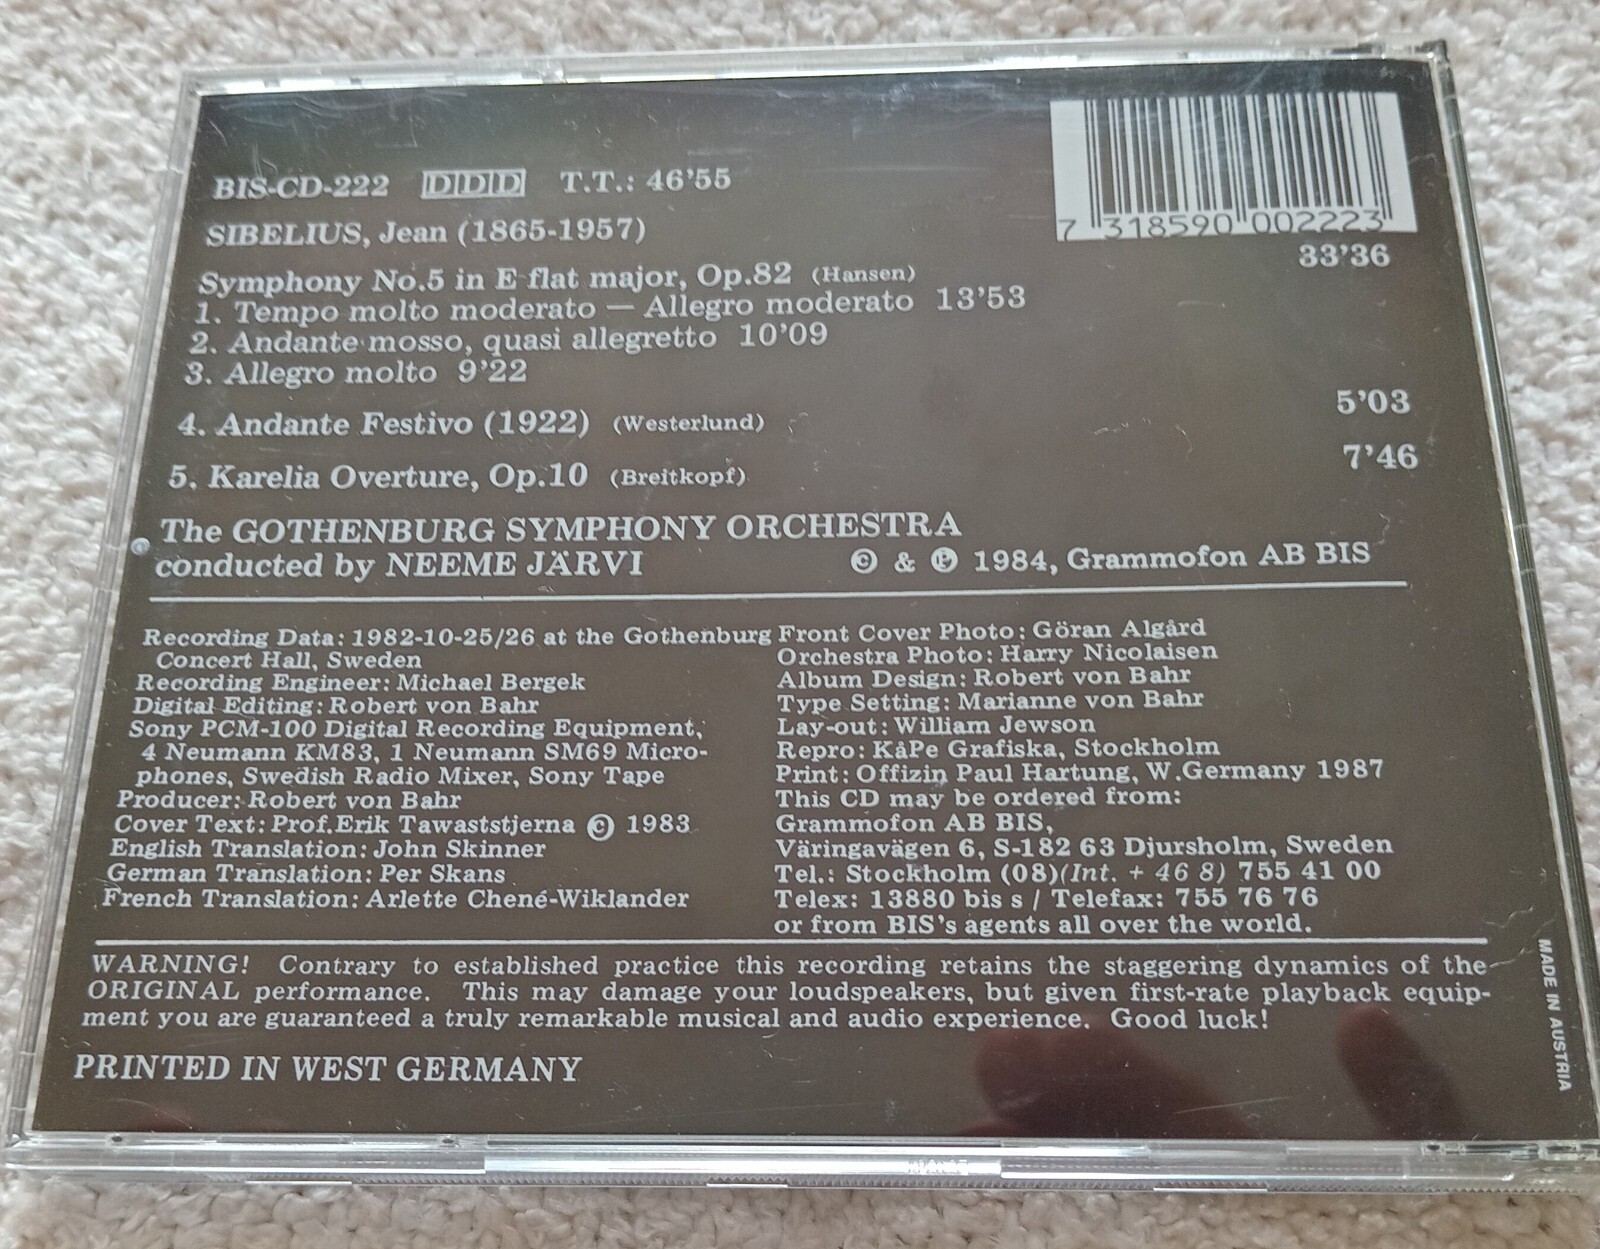 BIS-CD-222 DDD T.T.: 46'55
7 318590 002223
SIBELIUS, Jean (1865-1957)
Symphony No.5 in E flat major, Op.82 (Hansen) 33'36
1. Tempo molto moderato — Allegro moderato 13'53
2. Andante mosso, quasi allegretto 10'09
3. Allegro molto 9'22
4. Andante Festivo (1922) (Westerlund) 5'03
5. Karelia Overture, Op.10 (Breitkopf) 7'46
The GOTHENBURG SYMPHONY ORCHESTRA
conducted by NEEME JÄRVI © & ℗ 1984, Grammofon AB BIS
Recording Data: 1982-10-25/26 at the Gothenburg
Concert Hall, Sweden
Recording Engineer: Michael Bergek
Digital Editing: Robert von Bahr
Sony PCM-100 Digital Recording Equipment,
4 Neumann KM83, 1 Neumann SM69 Micro-
phones, Swedish Radio Mixer, Sony Tape
Producer: Robert von Bahr
Cover Text: Prof.Erik Tawaststjerna © 1983
English Translation: John Skinner
German Translation: Per Skans
French Translation: Arlette Chené-Wiklander
Front Cover Photo: Göran Algård
Orchestra Photo: Harry Nicolaisen
Album Design: Robert von Bahr
Type Setting: Marianne von Bahr
Lay-out: William Jewson
Repro: KåPe Grafiska, Stockholm
Print: Offizin Paul Hartung, W.Germany 1987
This CD may be ordered from:
Grammofon AB BIS,
Väringavägen 6, S-182 63 Djursholm, Sweden
Tel.: Stockholm (08)(Int. + 46 8) 755 41 00
Telex: 13880 bis s / Telefax: 755 76 76
or from BIS's agents all over the world.
WARNING! Contrary to established practice this recording retains the staggering dynamics of the
ORIGINAL performance. This may damage your loudspeakers, but given first-rate playback equip-
ment you are guaranteed a truly remarkable musical and audio experience. Good luck!
PRINTED IN WEST GERMANY
MADE IN AUSTRIA